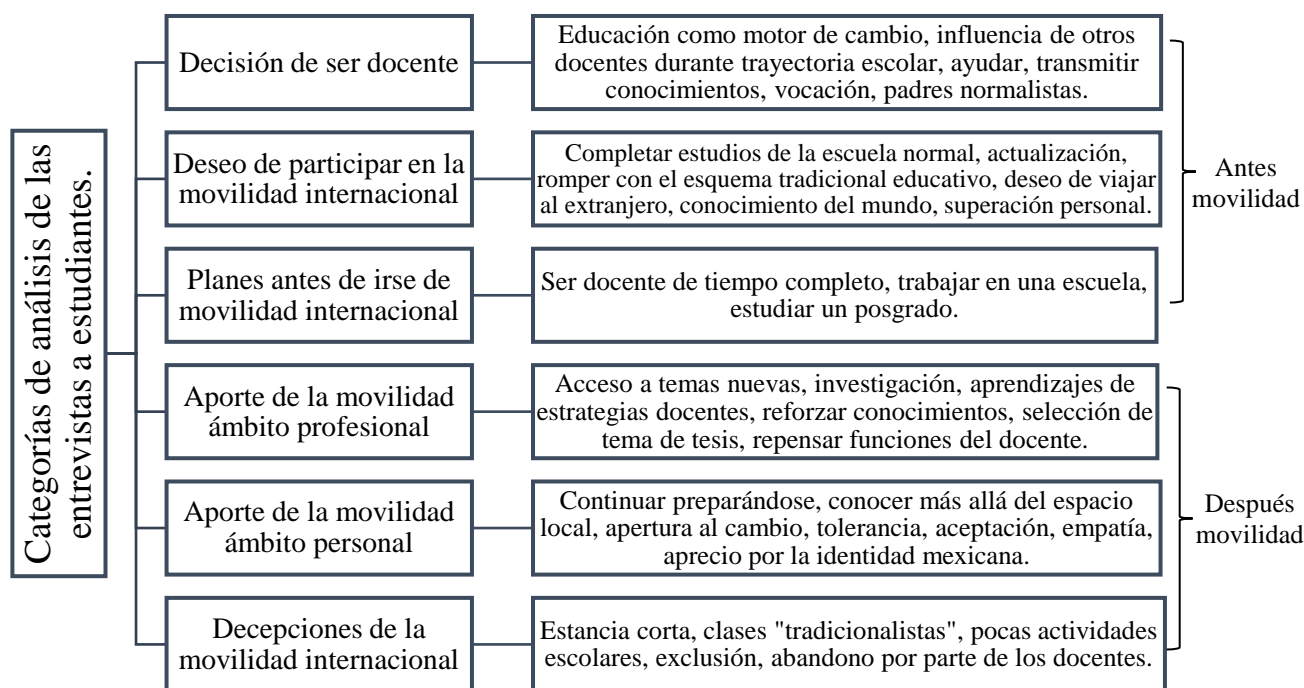 Categorías de análisis de las
entrevistas a estudiantes.
Decisión de ser docente
Educación como motor de cambio, influencia de otros
docentes durante trayectoria escolar, ayudar, transmitir
conocimientos, vocación, padres normalistas.
Deseo de participar en la
movilidad internacional
Completar estudios de la escuela normal, actualización,
romper con el esquema tradicional educativo, deseo de viajar
al extranjero, conocimiento del mundo, superación personal.
Planes antes de irse de
movilidad internacional
Ser docente de tiempo completo, trabajar en una escuela,
estudiar un posgrado.
Antes
movilidad
Aporte de la movilidad
ámbito profesional
Acceso a temas nuevas, investigación, aprendizajes de
estrategias docentes, reforzar conocimientos, selección de
tema de tesis, repensar funciones del docente.
Aporte de la movilidad
ámbito personal
Continuar preparándose, conocer más allá del espacio
local, apertura al cambio, tolerancia, aceptación, empatía,
aprecio por la identidad mexicana.
Decepciones de la
movilidad internacional
Estancia corta, clases "tradicionalistas", pocas actividades
escolares, exclusión, abandono por parte de los docentes.
Después
movilidad